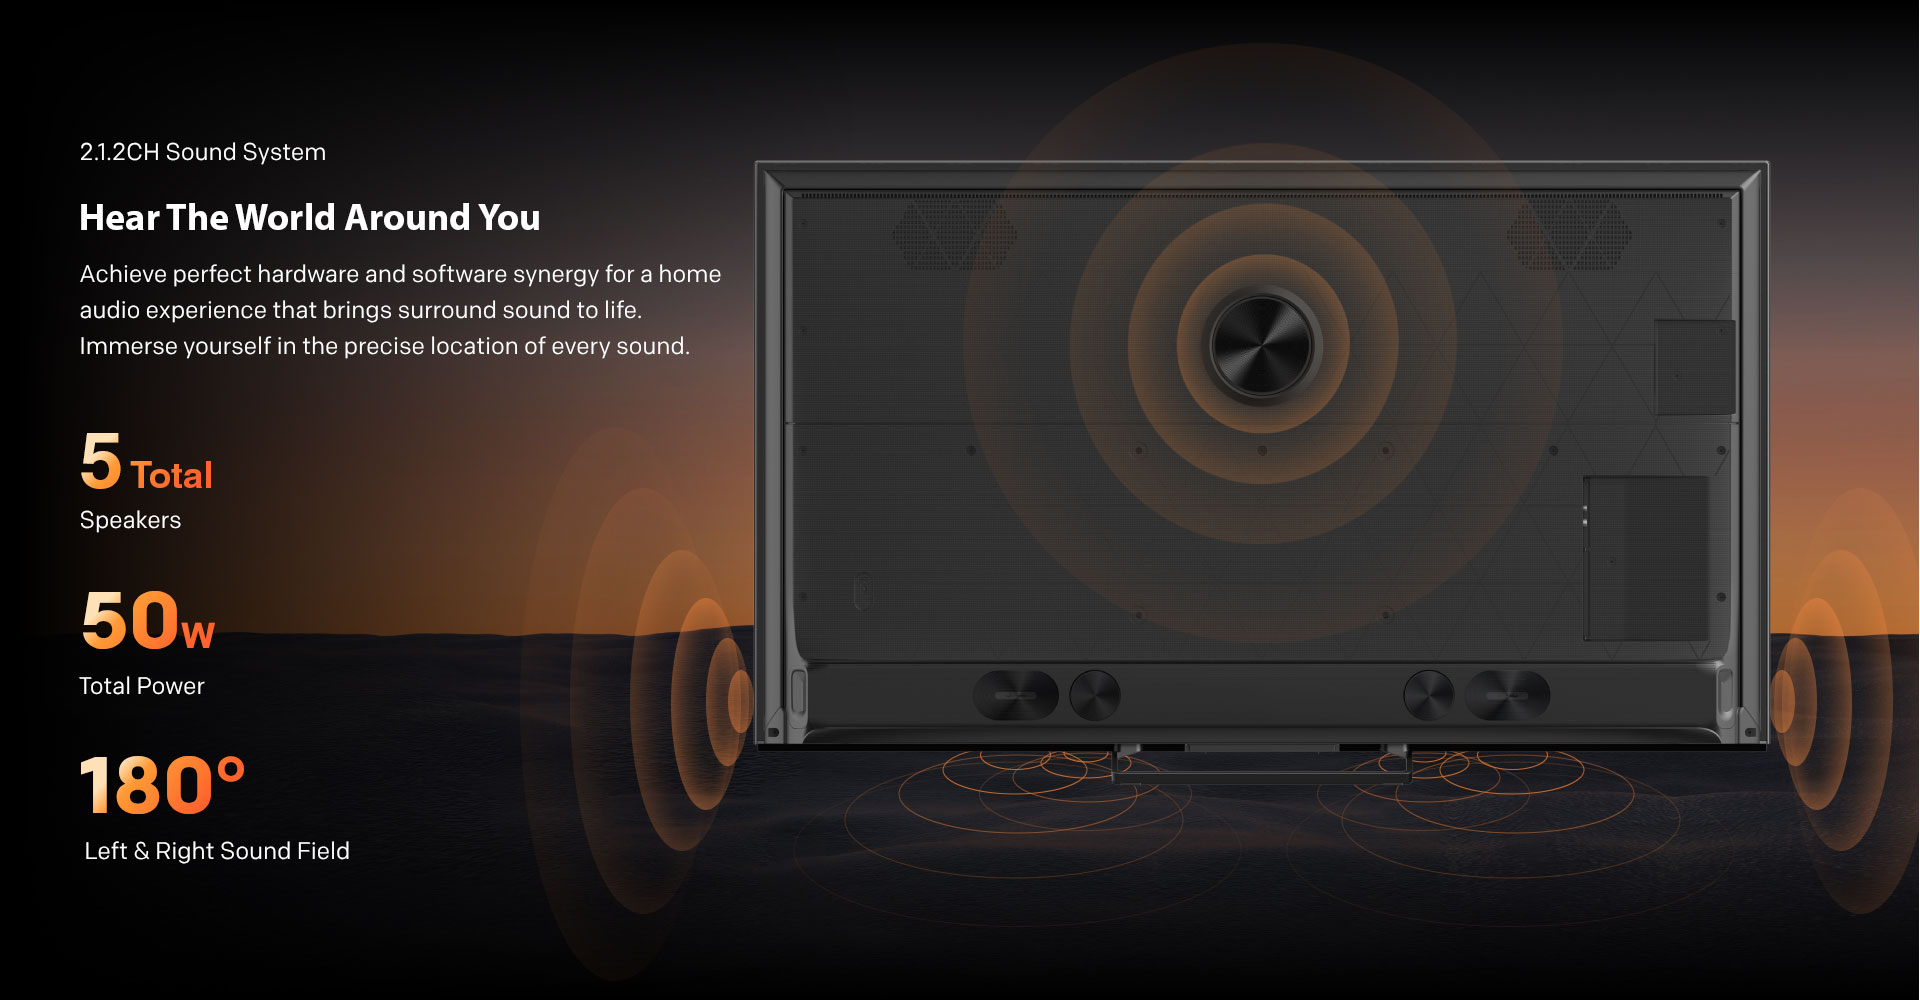 2.1.2CH Sound System
Hear The World Around You
Achieve perfect hardware and software synergy for a home
audio experience that brings surround sound to life.
Immerse yourself in the precise location of every sound.
5 Total
Speakers
50W
Total Power
180°
Left & Right Sound Field